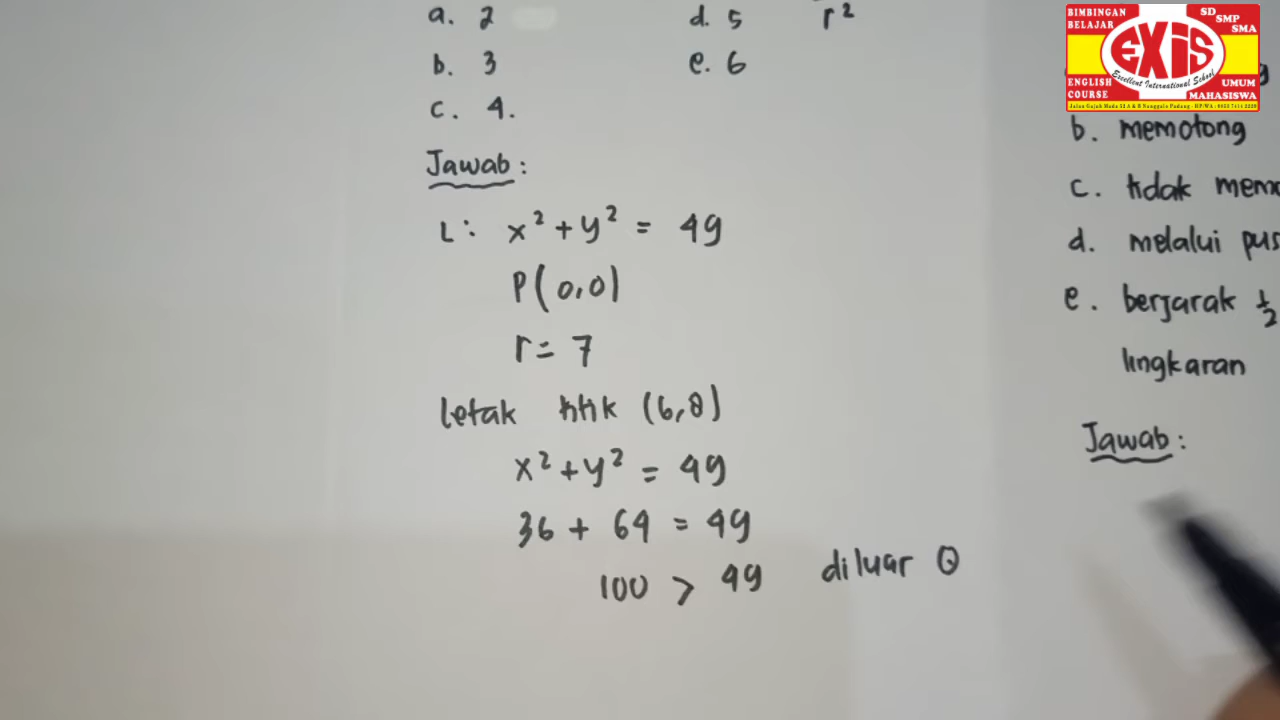 a. 2
d. 5
r²
b. 3
e. 6
c. 4.
Jawab:
L: x² + y² = 49
P(0,0)
r = 7
letak titik (6,8)
x² + y² = 49
36 + 64 = 49
100 > 49 diluar
b. memotong
c. tidak
d. melalui
e. berjarak ½
lingkaran
Jawab:
BIMBINGAN
BELAJAR
SD
SMP
SMA
EXIS
Excellent International School
ENGLISH
COURSE
UMUM
MAHASISWA